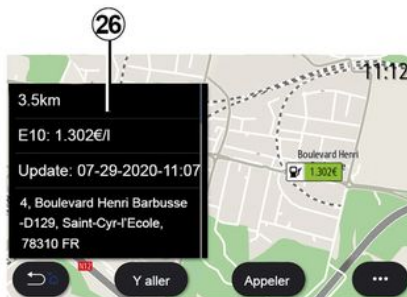 26
11:12
3.5km
E10: 1.302€/l
Update: 07-29-2020-11:07
4, Boulevard Henri Barbusse
-D129, Saint-Cyr-l'Ecole,
78310 FR
Boulevard Henri
1.302€
N12
Y aller
Appeler